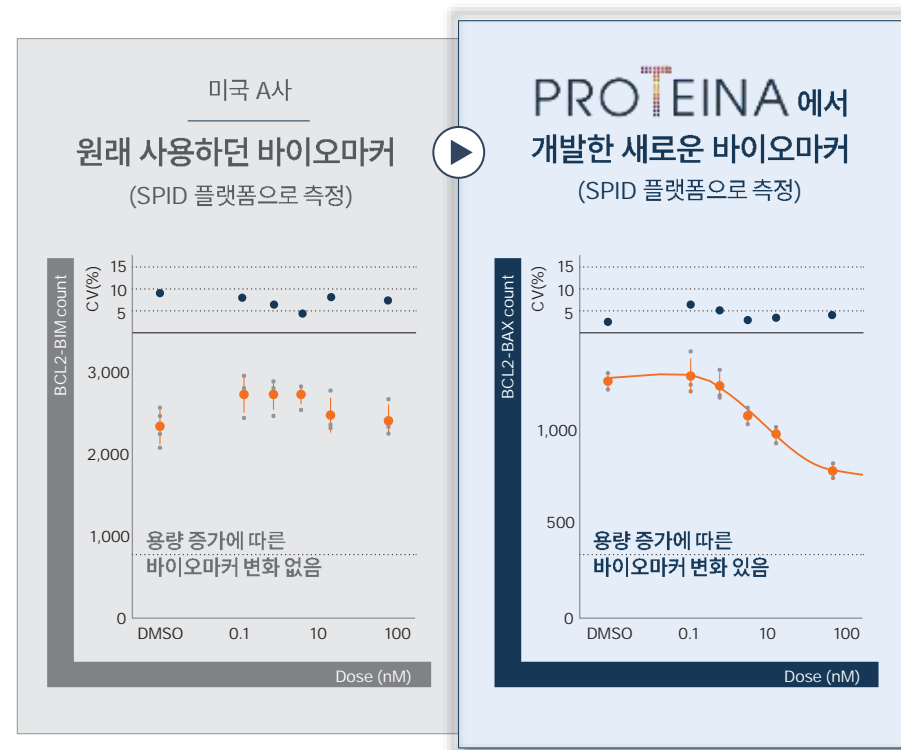 미국 A사
원래 사용하던 바이오마커
(SPID 플랫폼으로 측정)
BCL2-BIM count
CV(%)
15
10
5
3,000
2,000
1,000
0
용량 증가에 따른
바이오마커 변화 없음
DMSO 0.1 10 100
Dose (nM)
PROTEINA 에서
개발한 새로운 바이오마커
(SPID 플랫폼으로 측정)
BCL2-BAX count
CV(%)
15
10
5
1,000
500
0
용량 증가에 따른
바이오마커 변화 있음
DMSO 0.1 10 100
Dose (nM)